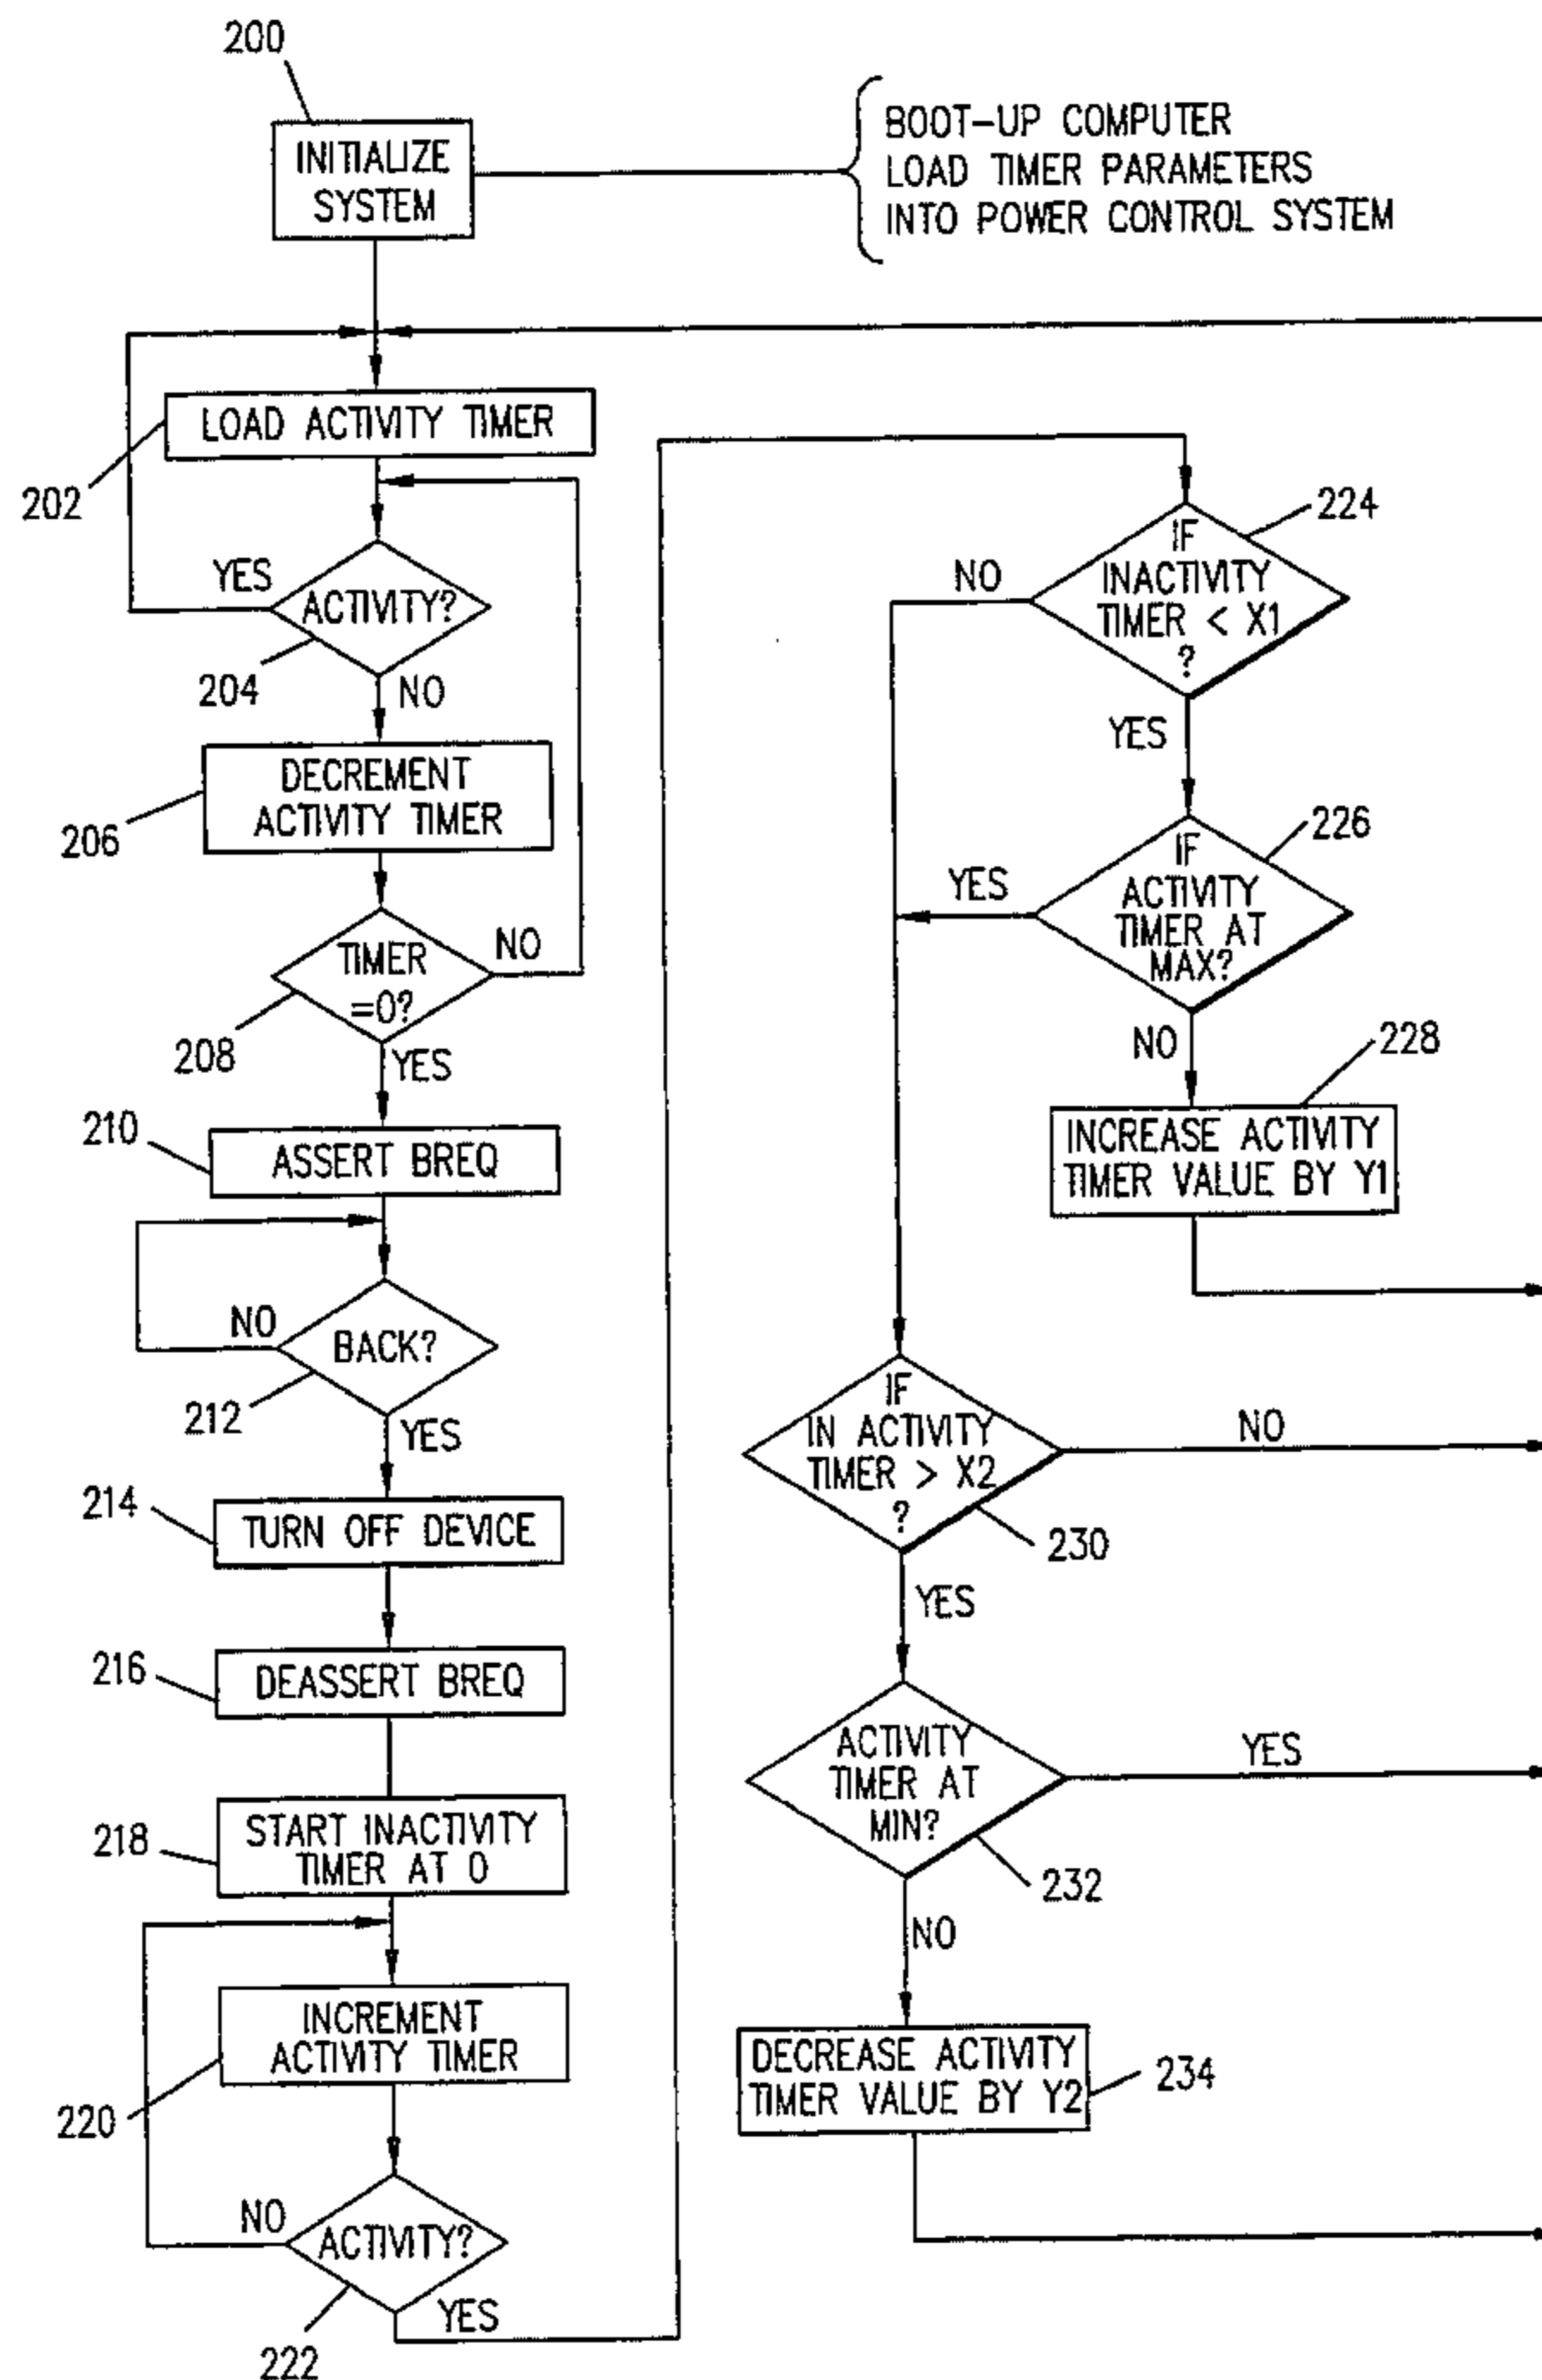 200
INITIALIZE
SYSTEM
BOOT-UP COMPUTER
LOAD TIMER PARAMETERS
INTO POWER CONTROL SYSTEM
LOAD ACTIVITY TIMER
202
YES
ACTIVITY?
204
NO
DECREMENT
ACTIVITY TIMER
206
TIMER
=0?
NO
208
YES
210
ASSERT BREQ
NO
BACK?
212
YES
214
TURN OFF DEVICE
216
DEASSERT BREQ
218
START INACTIVITY
TIMER AT 0
INCREMENT
ACTIVITY TIMER
220
NO
ACTIVITY?
YES
222
224
IF
INACTIVITY
TIMER < X1
?
NO
YES
226
IF
ACTIVITY
TIMER AT
MAX?
YES
NO
228
INCREASE ACTIVITY
TIMER VALUE BY Y1
IF
IN ACTIVITY
TIMER > X2
?
NO
230
YES
ACTIVITY
TIMER AT
MIN?
YES
232
NO
DECREASE ACTIVITY
TIMER VALUE BY Y2
234